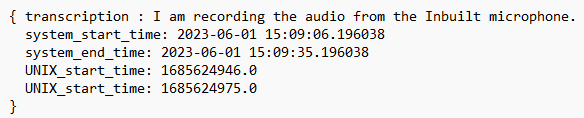 { transcription : I am recording the audio from the Inbuilt microphone.
system_start_time: 2023-06-01 15:09:06.196038
system_end_time: 2023-06-01 15:09:35.196038
UNIX_start_time: 1685624946.0
UNIX_start_time: 1685624975.0
}